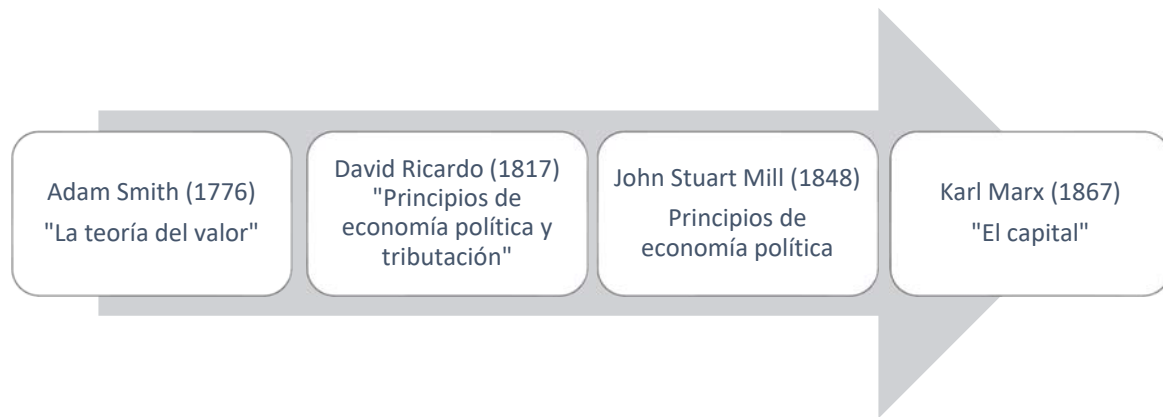 Adam Smith (1776)
"La teoría del valor"
David Ricardo (1817)
"Principios de
economía política y
tributación"
John Stuart Mill (1848)
Principios de
economía política
Karl Marx (1867)
"El capital"